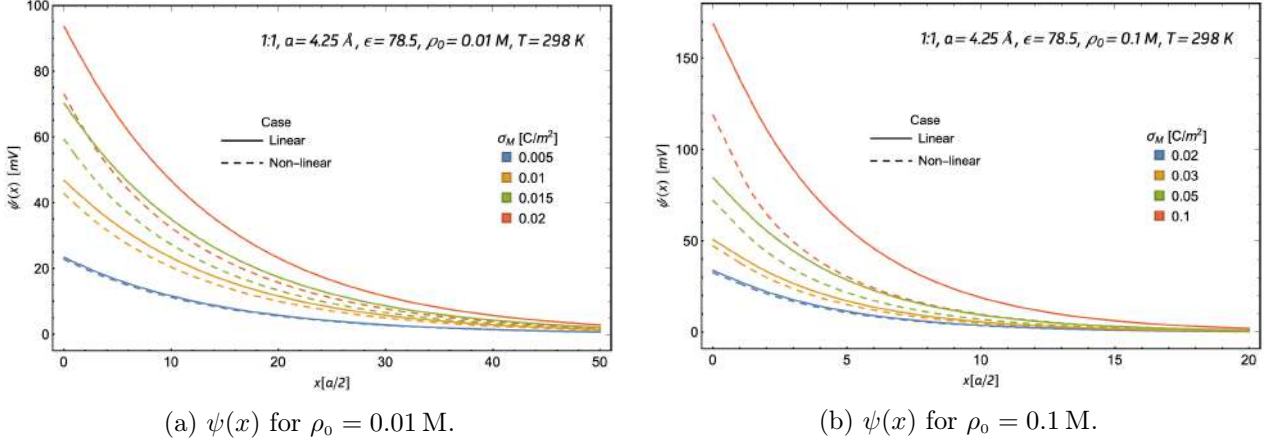 1:1, a= 4.25 Å, ϵ= 78.5, ρ₀= 0.01 M, T= 298 K
Case
Linear
Non-linear
σ_M [C/m²]
0.005
0.01
0.015
0.02
ψ(x) [mV]
100
80
60
40
20
0
0
10
20
30
40
50
x[a/2]
(a) ψ(x) for ρ₀ = 0.01 M.
1:1, a= 4.25 Å, ϵ= 78.5, ρ₀= 0.1 M, T= 298 K
Case
Linear
Non-linear
σ_M [C/m²]
0.02
0.03
0.05
0.1
ψ(x) [mV]
150
100
50
0
0
5
10
15
20
x[a/2]
(b) ψ(x) for ρ₀ = 0.1 M.